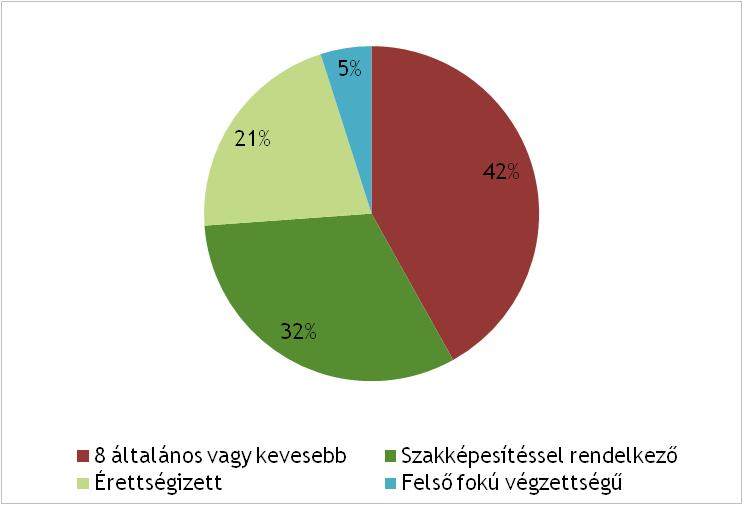 5%
42%
21%
32%
8 általános vagy kevesebb
Szakképesítéssel rendelkező
Érettségizett
Felső fokú végzettségű